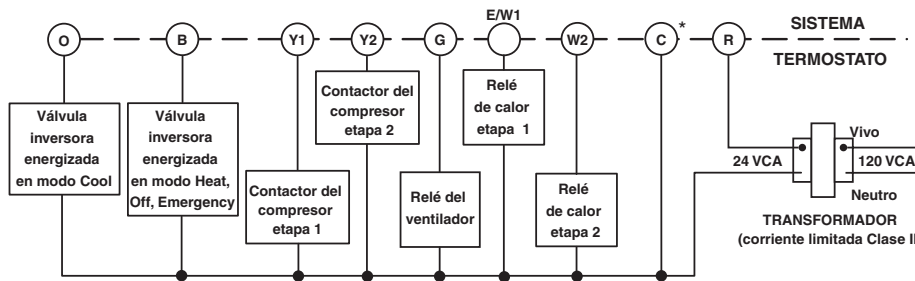 E/W1
SISTEMA
O B Y1 Y2 G W2 C * R
TERMOSTATO
Válvula
inversora
energizada
en modo Cool
Válvula
inversora
energizada
en modo Heat,
Off, Emergency
Contactor del
compresor
etapa 1
Contactor del
compresor
etapa 2
Relé del
ventilador
Relé
de calor
etapa 1
Relé
de calor
etapa 2
Vivo
24 VCA
120 VCA
Neutro
TRANSFORMADOR
(corriente limitada Clase II